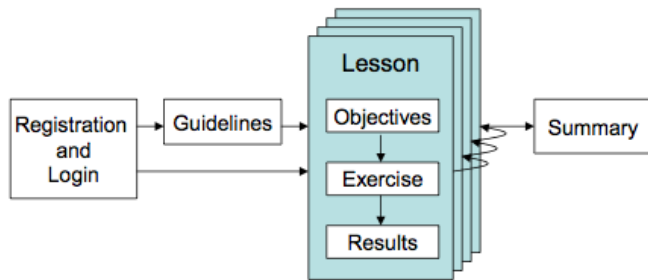 Lesson
Registration
and
Login
Guidelines
Objectives
Exercise
Results
Summary